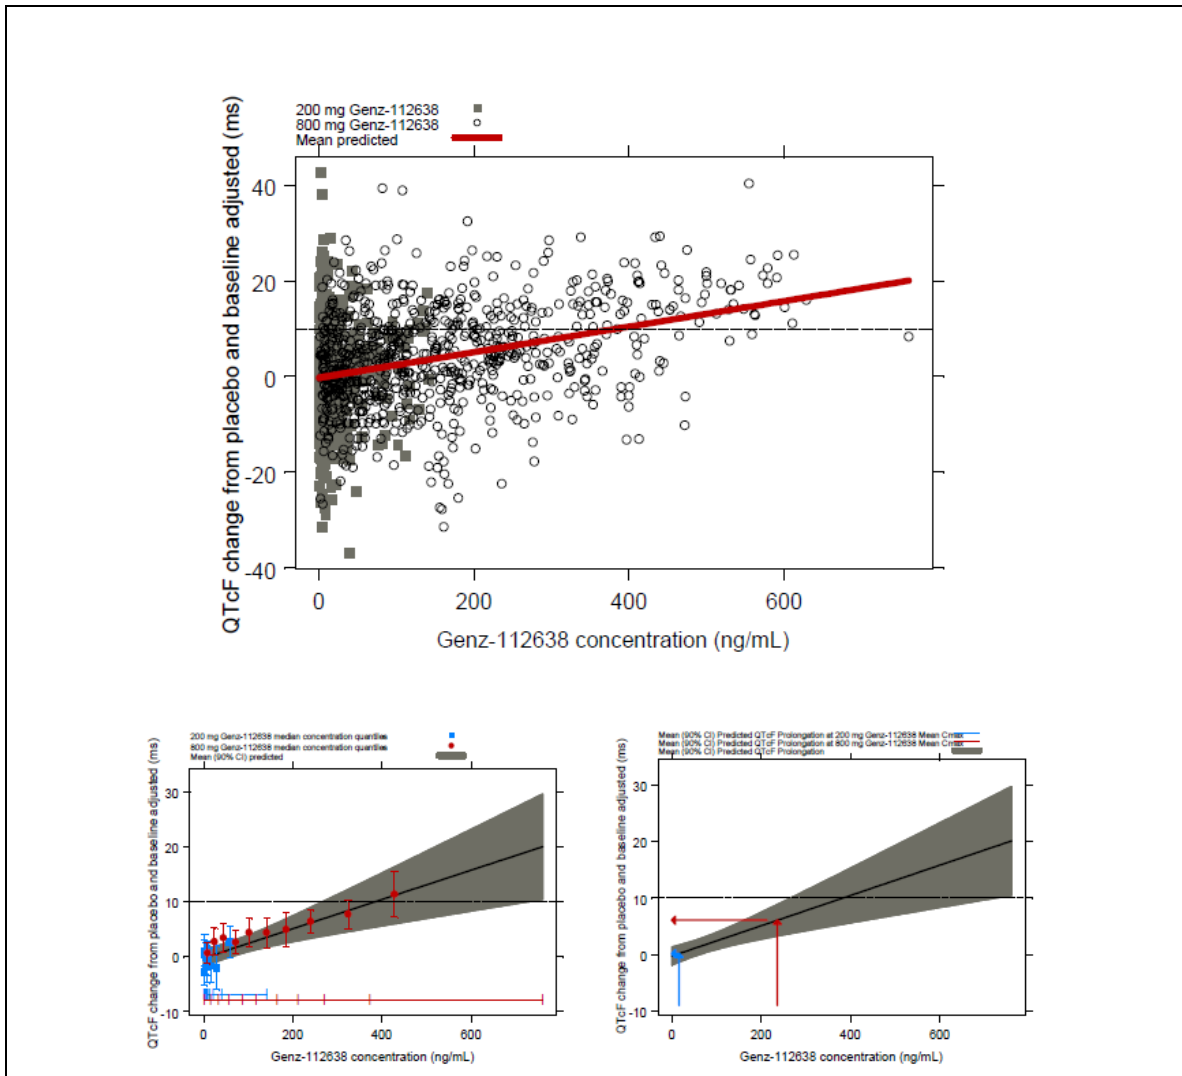 200 mg Genz-112638
800 mg Genz-112638
Mean predicted
QTcF change from placebo and baseline adjusted (ms)
40
20
0
-20
-40
0 200 400 600
Genz-112638 concentration (ng/mL)
200 mg Genz-112638 median concentration quantiles
800 mg Genz-112638 median concentration quantiles
Mean (90% CI) predicted
QTcF change from placebo and baseline adjusted (ms)
30
20
10
0
-10
0 200 400 600
Genz-112638 concentration (ng/mL)
Mean (90% CI) Predicted QTcF Prolongation at 200 mg Genz-112638 Mean Cmax
Mean (90% CI) Predicted QTcF Prolongation at 800 mg Genz-112638 Mean Cmax
Mean (90% CI) Predicted QTcF Prolongation
QTcF change from placebo and baseline adjusted (ms)
30
20
10
0
-10
0 200 400 600
Genz-112638 concentration (ng/mL)